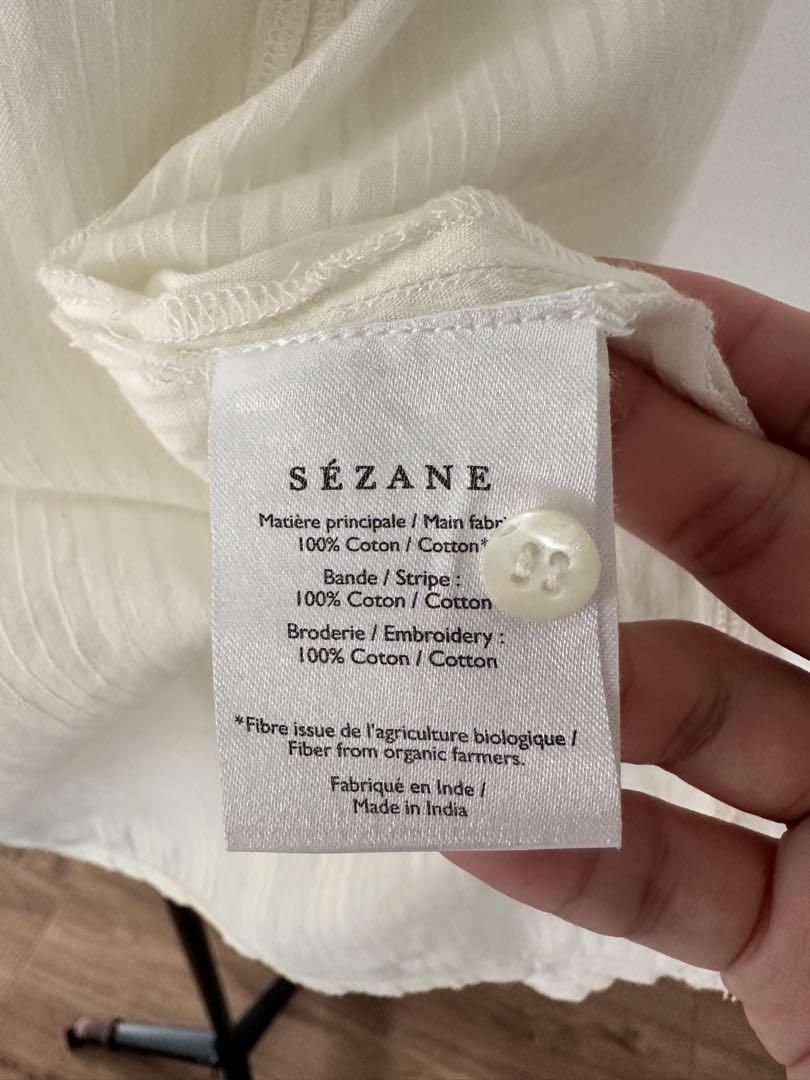 SÉZANE
Matière principale / Main
100% Coton / Cotton*
Bande / Stripe :
100% Coton / Cotton
Broderie / Embroidery :
100% Coton / Cotton
*Fibre issue de l'agriculture biologique /
Fiber from organic farmers.
Fabriqué en Inde /
Made in India